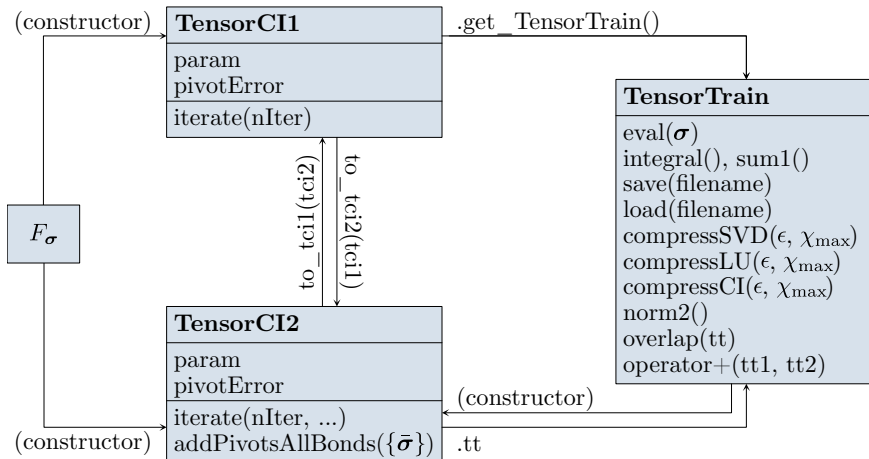 (constructor)
TensorCI1
param
pivotError
iterate(nIter)
.get_TensorTrain()
TensorTrain
eval(𝝈)
integral(), sum1()
save(filename)
load(filename)
compressSVD(ϵ, χmax)
compressLU(ϵ, χmax)
compressCI(ϵ, χmax)
norm2()
overlap(tt)
operator+(tt1, tt2)
to_tci1(tci2)
to_tci2(tci1)
F𝝈
TensorCI2
param
pivotError
iterate(nIter, ...)
addPivotsAllBonds({𝝈̄})
(constructor)
(constructor)
.tt